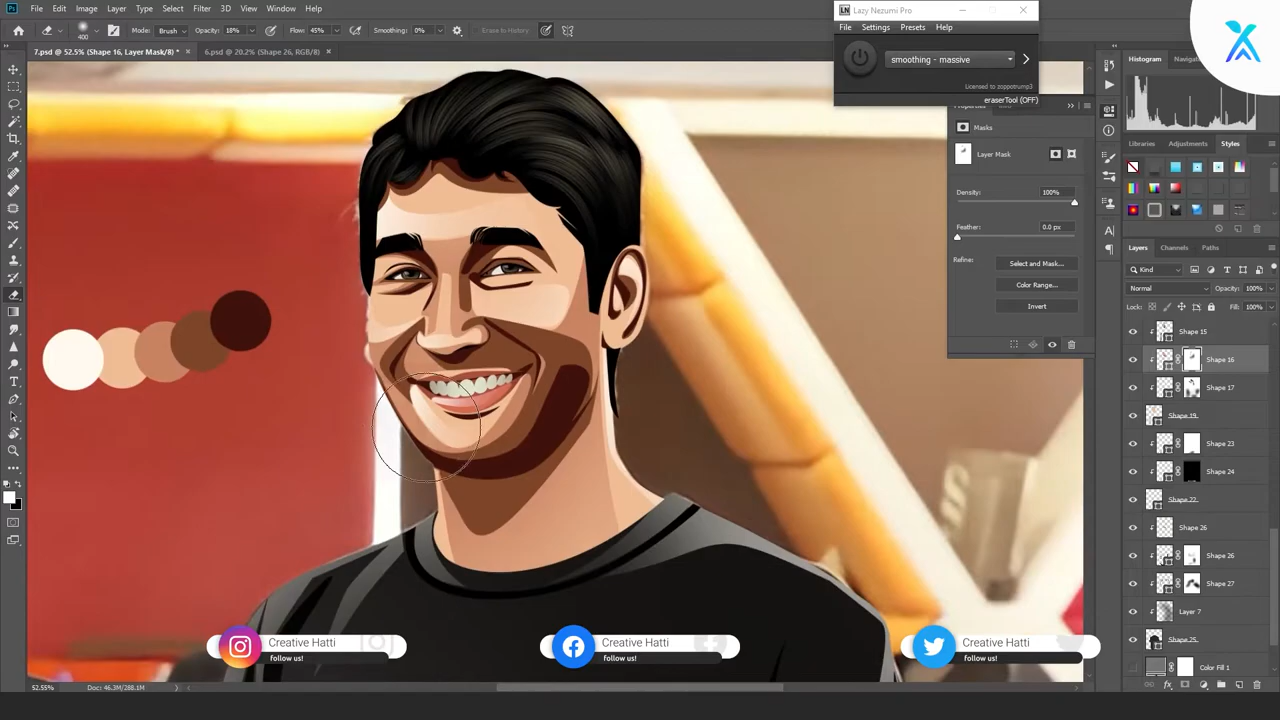 Ps File Edit Image Layer Type Select Filter 3D View Window Help
LN Lazy Nezumi Pro
File Settings Presets Help
smoothing - massive
Licensed to zoppotrump3
eraserTool (OFF)
400 Mode: Brush Opacity: 18% Flow: 45% Smoothing: 0% Erase to History
7.psd @ 52.5% (Shape 16, Layer Mask/8) * × 6.psd @ 20.2% (Shape 26, RGB/8) ×
Histogram
Properties
Masks
Layer Mask
Density: 100%
Feather: 0.0 px
Refine: Select and Mask...
Color Range...
Invert
Libraries Adjustments Styles
Layers Channels Paths
Kind
Normal Opacity: 100%
Lock: Fill: 100%
Shape 15
Shape 16
Shape 17
Shape 19
Shape 23
Shape 24
Shape 22
Shape 26
Shape 26
Shape 27
Layer 7
Shape 25
Color Fill 1
fx
Creative Hatti
follow us!
Creative Hatti
follow us!
Creative Hatti
follow us!
52.55% Doc: 46.3M/288.1M